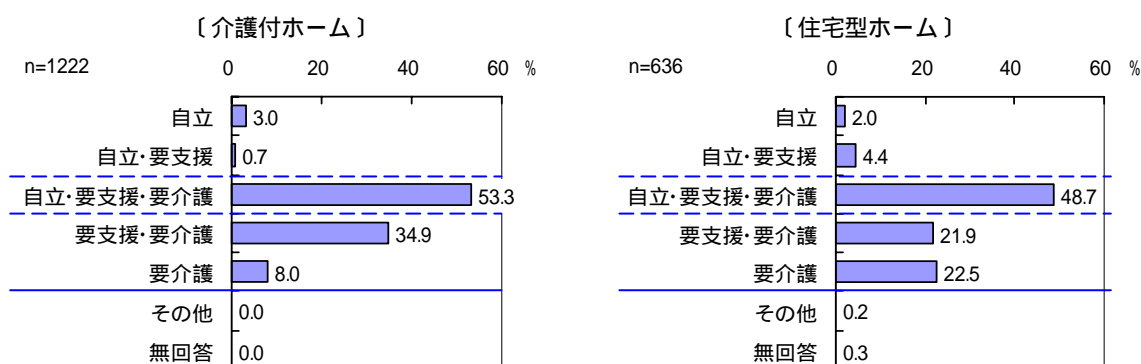 〔介護付ホーム〕
n=1222
0 20 40 60 %
自立 3.0
自立・要支援 0.7
自立・要支援・要介護 53.3
要支援・要介護 34.9
要介護 8.0
その他 0.0
無回答 0.0
〔住宅型ホーム〕
n=636
0 20 40 60 %
自立 2.0
自立・要支援 4.4
自立・要支援・要介護 48.7
要支援・要介護 21.9
要介護 22.5
その他 0.2
無回答 0.3